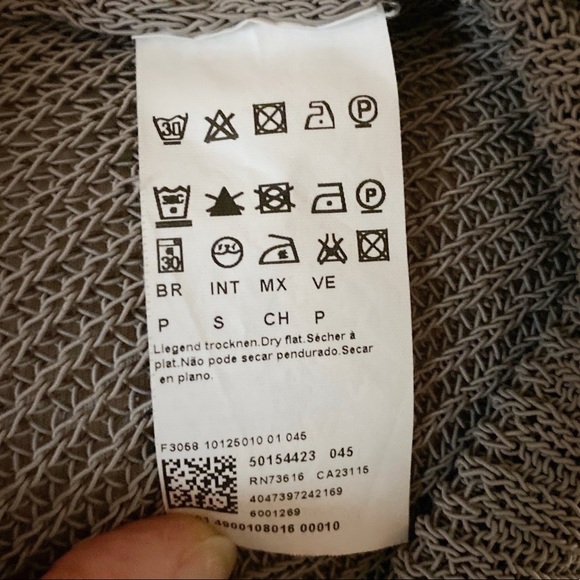 30
P
30C
P
30
BR INT MX VE
P S CH P
Liegend trocknen.Dry flat.Sécher à
plat.Não pode secar pendurado.Secar
en plano.
F3058 10125010 01 045
50154423 045
RN73616 CA23115
4047397242169
6001269
4900108016 00010